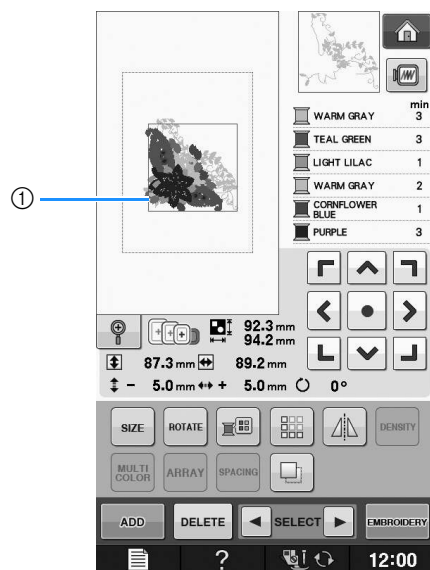 min
WARM GRAY 3
TEAL GREEN 3
LIGHT LILAC 1
WARM GRAY 2
CORNFLOWER
BLUE 1
PURPLE 3
①
92.3 mm
94.2 mm
87.3 mm 89.2 mm
- 5.0 mm + 5.0 mm 0°
SIZE ROTATE DENSITY
MULTI
COLOR ARRAY SPACING
ADD DELETE SELECT EMBROIDERY
? 12:00